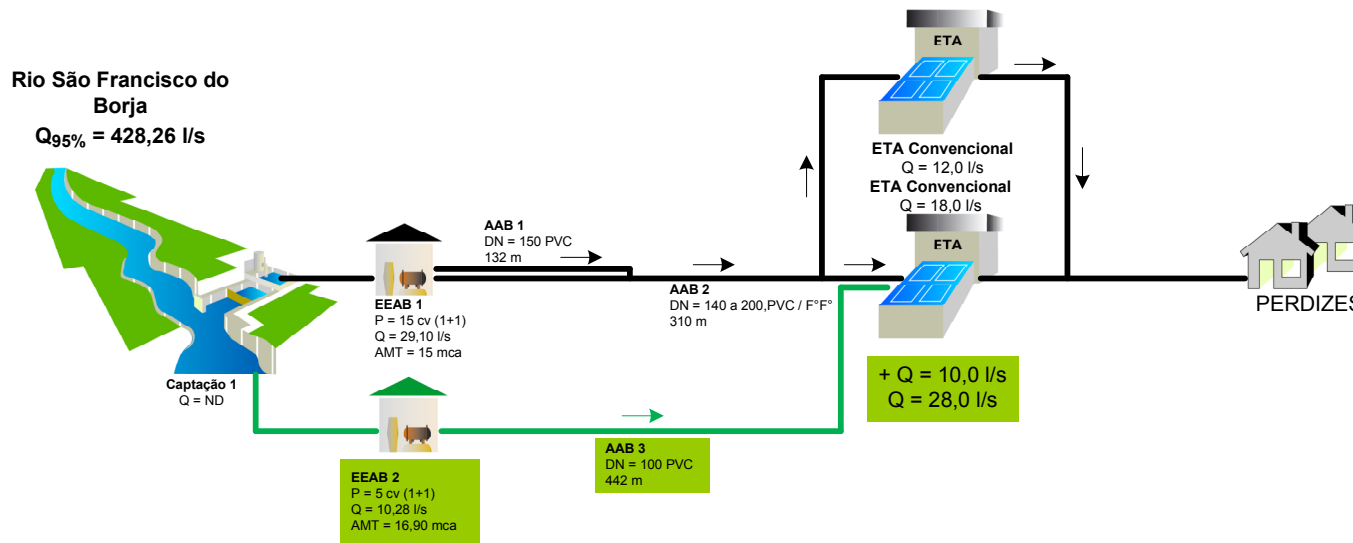 Rio São Francisco do
Borja
Q95% = 428,26 l/s
Captação 1
Q = ND
EEAB 1
P = 15 cv (1+1)
Q = 29,10 l/s
AMT = 15 mca
AAB 1
DN = 150 PVC
132 m
AAB 2
DN = 140 a 200,PVC / F°F°
310 m
ETA
ETA Convencional
Q = 12,0 l/s
ETA Convencional
Q = 18,0 l/s
ETA
+ Q = 10,0 l/s
Q = 28,0 l/s
PERDIZES
EEAB 2
P = 5 cv (1+1)
Q = 10,28 l/s
AMT = 16,90 mca
AAB 3
DN = 100 PVC
442 m